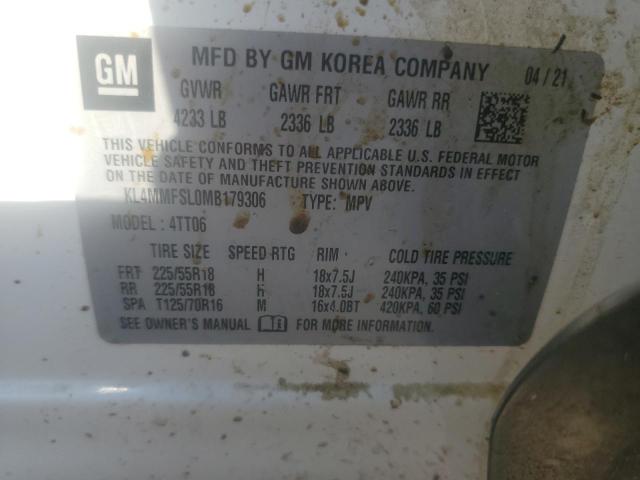 GM
MFD BY GM KOREA COMPANY 04/21
GVWR GAWR FRT GAWR RR
4233 LB 2336 LB 2336 LB
THIS VEHICLE CONFORMS TO ALL APPLICABLE U.S. FEDERAL MOTOR
VEHICLE SAFETY AND THEFT PREVENTION STANDARDS IN EFFECT
ON THE DATE OF MANUFACTURE SHOWN ABOVE.
KL4MMFSL0MB179306 TYPE: MPV
MODEL: 4TT06
TIRE SIZE SPEED RTG RIM COLD TIRE PRESSURE
FRT 225/55R18 H 18x7.5J 240KPA, 35 PSI
RR 225/55R18 H 18x7.5J 240KPA, 35 PSI
SPA T125/70R16 M 16x4.0BT 420KPA, 60 PSI
SEE OWNER'S MANUAL FOR MORE INFORMATION